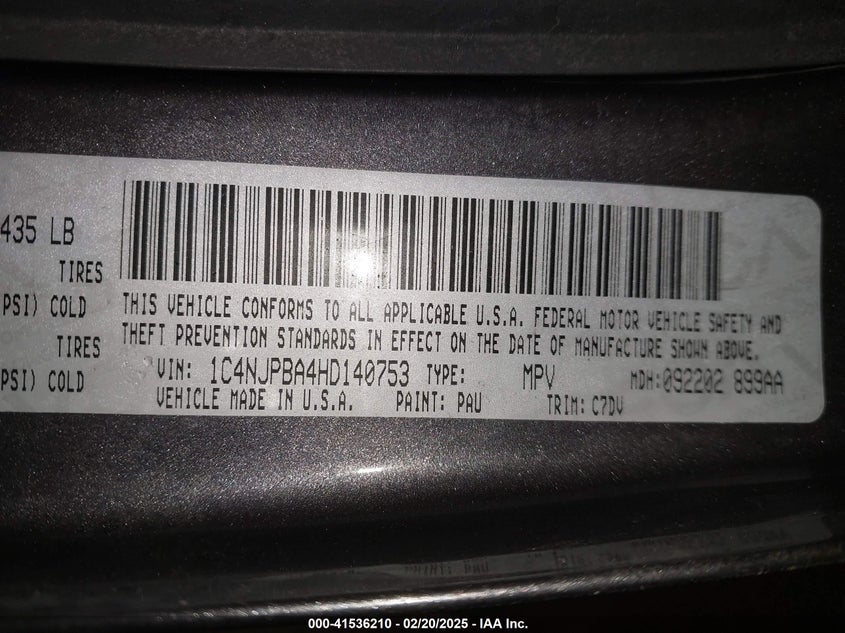 435 LB
TIRES
PSI) COLD
TIRES
PSI) COLD
THIS VEHICLE CONFORMS TO ALL APPLICABLE U.S.A. FEDERAL MOTOR VEHICLE SAFETY AND
THEFT PREVENTION STANDARDS IN EFFECT ON THE DATE OF MANUFACTURE SHOWN ABOVE.
VIN: 1C4NJPBA4HD140753 TYPE: MPV MDH: 092202 899AA
VEHICLE MADE IN U.S.A. PAINT: PAU TRIM: C7DV
PAINT: PAU
000-41536210 - 02/20/2025 - IAA Inc.